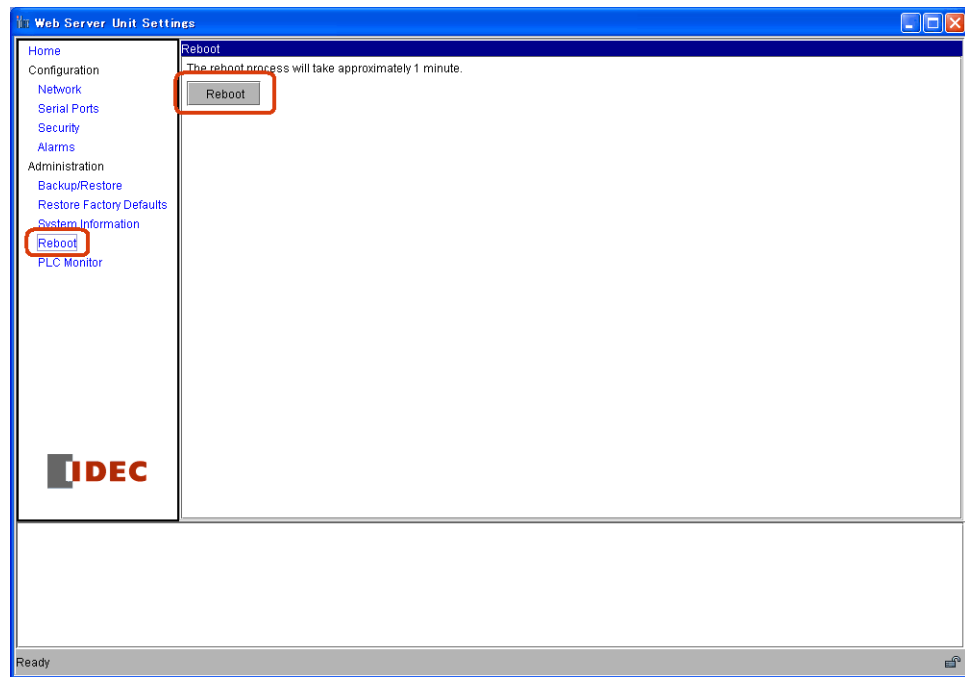 Web Server Unit Settings
Home
Configuration
Network
Serial Ports
Security
Alarms
Administration
Backup/Restore
Restore Factory Defaults
System Information
Reboot
PLC Monitor
IDEC
Reboot
The reboot process will take approximately 1 minute.
Reboot
Ready